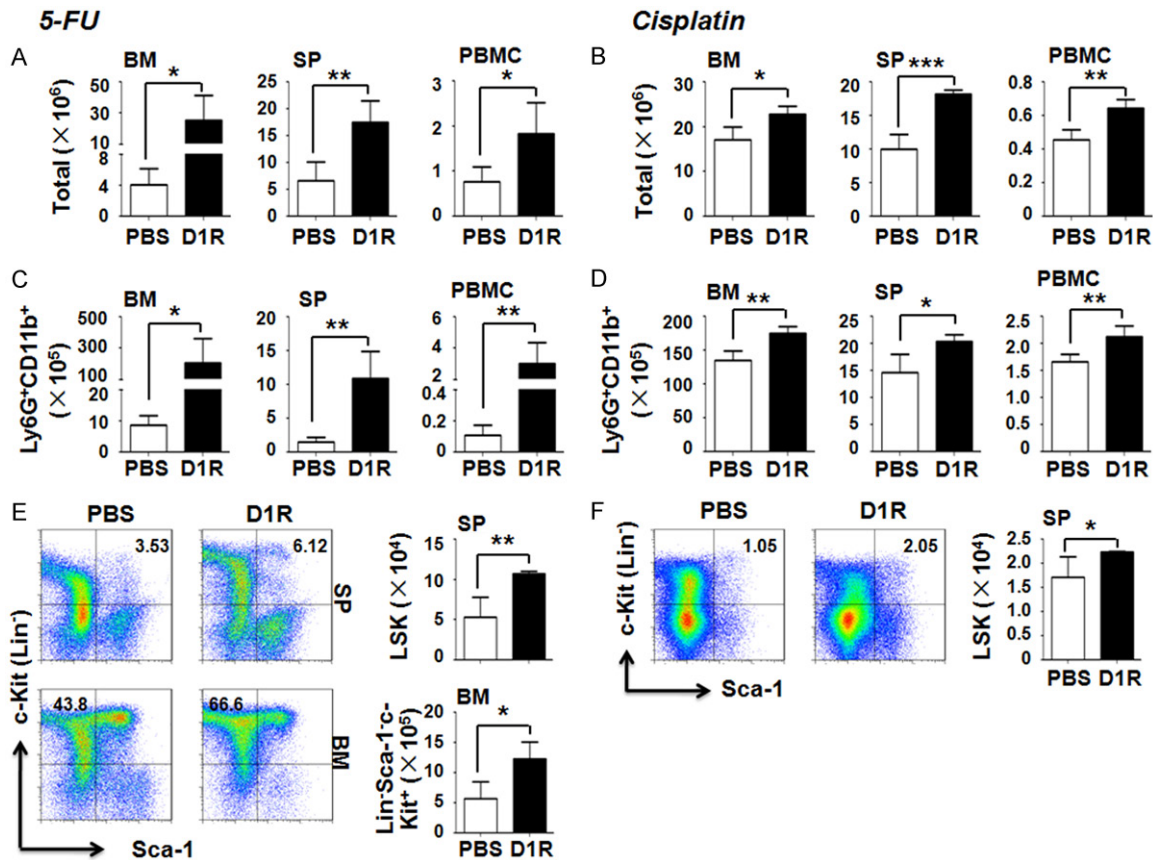 5-FU
Cisplatin
A
BM
SP
PBMC
Total (×10⁶)
50
30
10
8
4
0
*
PBS D1R
25
20
15
10
5
0
**
PBS D1R
3
2
1
0
*
PBS D1R
B
BM
SP
PBMC
Total (×10⁶)
30
20
10
0
*
PBS D1R
20
15
10
5
0
***
PBS D1R
0.8
0.6
0.4
0.2
0
**
PBS D1R
C
BM
SP
PBMC
Ly6G⁺CD11b⁺
(×10⁵)
500
300
100
20
10
0
*
PBS D1R
20
15
10
5
0
**
PBS D1R
6
4
2
0.4
0.2
0
**
PBS D1R
D
BM
SP
PBMC
Ly6G⁺CD11b⁺
(×10⁵)
200
150
100
50
0
**
PBS D1R
25
20
15
10
5
0
*
PBS D1R
2.5
2.0
1.5
1.0
0.5
0
**
PBS D1R
E
PBS
D1R
3.53
6.12
SP
43.8
66.6
BM
c-Kit (Lin⁻)
Sca-1
SP
LSK (×10⁴)
15
10
5
0
**
PBS D1R
BM
Lin⁻Sca-1⁻c-
Kit⁺ (×10⁵)
20
15
10
5
0
*
PBS D1R
F
PBS
D1R
1.05
2.05
c-Kit (Lin⁻)
Sca-1
SP
LSK (×10⁴)
2.5
2.0
1.5
1.0
0.5
0
*
PBS D1R